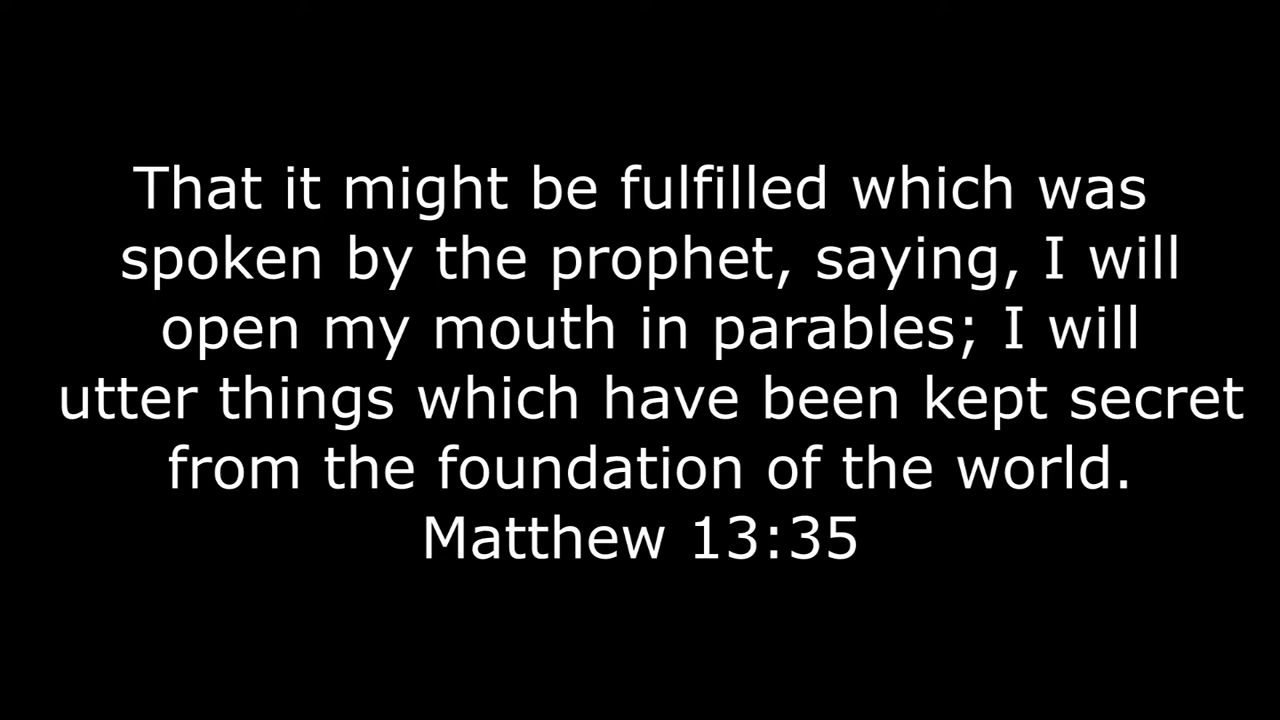 That it might be fulfilled which was
spoken by the prophet, saying, I will
open my mouth in parables; I will
utter things which have been kept secret
from the foundation of the world.
Matthew 13:35